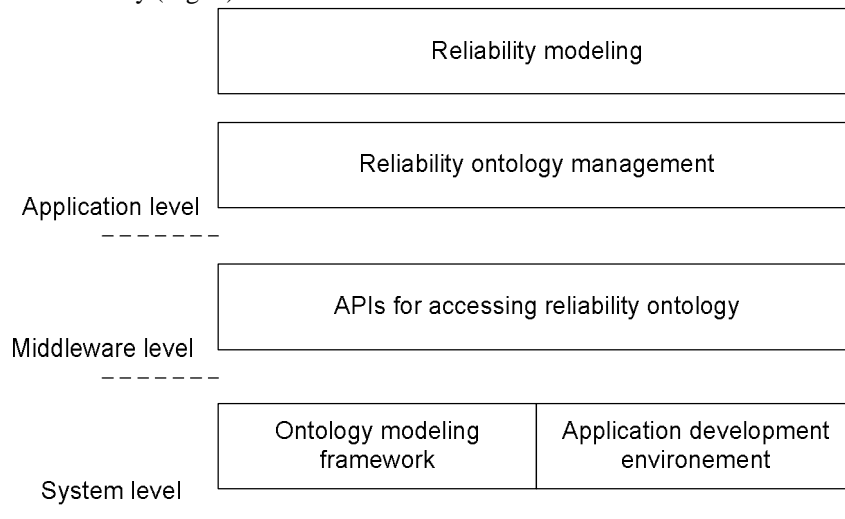 Reliability modeling
Reliability ontology management
Application level
APIs for accessing reliability ontology
Middleware level
Ontology modeling
framework
Application development
environement
System level